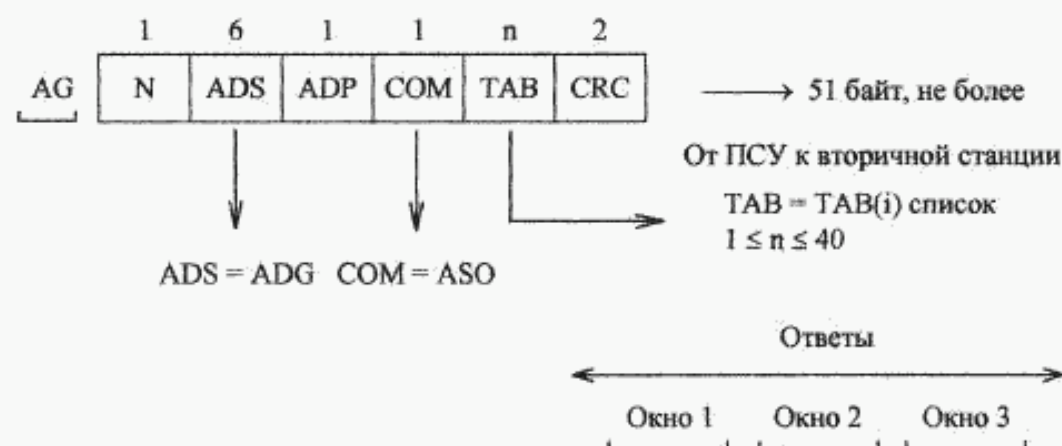 1 6 1 1 n 2
AG N ADS ADP COM TAB CRC 51 байт, не более
От ПСУ к вторичной станции
TAB = TAB(i) список
1 ≤ n ≤ 40
ADS = ADG COM = ASO
Ответы
Окно 1 Окно 2 Окно 3